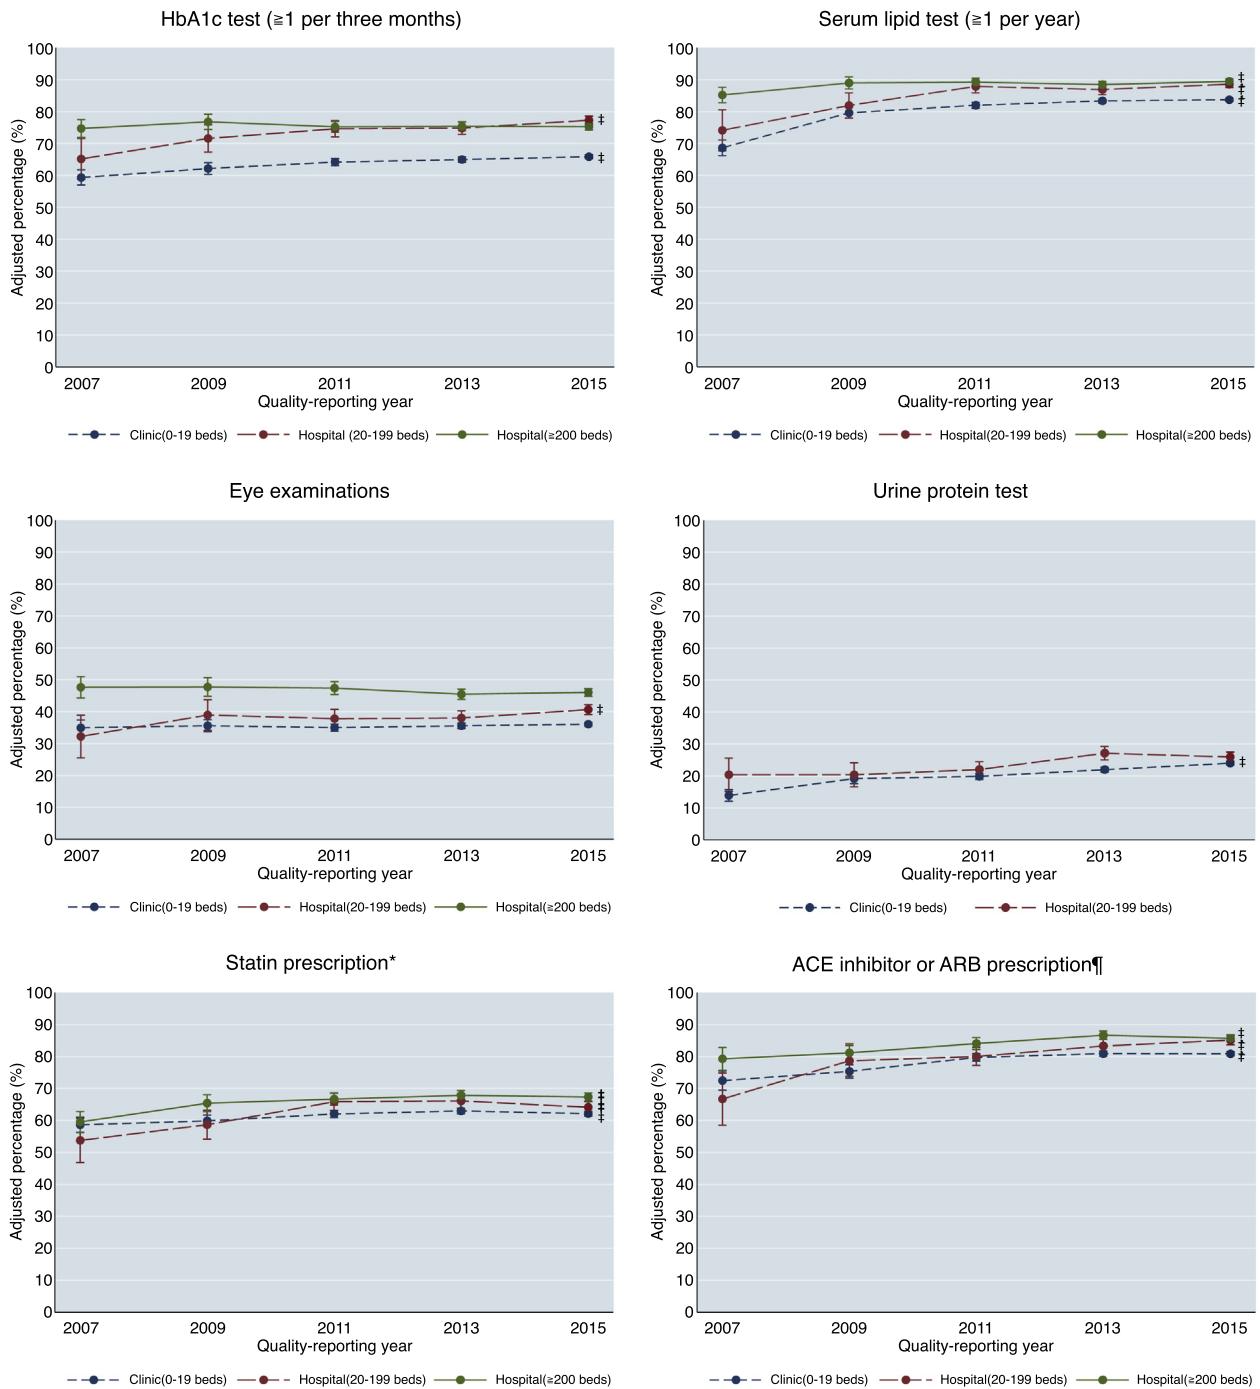 HbA1c test (≧1 per three months)
Adjusted percentage (%)
100
90
80
70
60
50
40
30
20
10
0
‡
‡
2007 2009 2011 2013 2015
Quality-reporting year
Clinic(0-19 beds) Hospital (20-199 beds) Hospital(≧200 beds)
Serum lipid test (≧1 per year)
Adjusted percentage (%)
100
90
80
70
60
50
40
30
20
10
0
‡
‡
‡
2007 2009 2011 2013 2015
Quality-reporting year
Clinic(0-19 beds) Hospital(20-199 beds) Hospital(≧200 beds)
Eye examinations
Adjusted percentage (%)
100
90
80
70
60
50
40
30
20
10
0
‡
2007 2009 2011 2013 2015
Quality-reporting year
Clinic(0-19 beds) Hospital(20-199 beds) Hospital(≧200 beds)
Urine protein test
Adjusted percentage (%)
100
90
80
70
60
50
40
30
20
10
0
‡
2007 2009 2011 2013 2015
Quality-reporting year
Clinic(0-19 beds) Hospital(20-199 beds)
Statin prescription*
Adjusted percentage (%)
100
90
80
70
60
50
40
30
20
10
0
‡
‡
‡
2007 2009 2011 2013 2015
Quality-reporting year
Clinic(0-19 beds) Hospital(20-199 beds) Hospital(≧200 beds)
ACE inhibitor or ARB prescription¶
Adjusted percentage (%)
100
90
80
70
60
50
40
30
20
10
0
‡
‡
‡
2007 2009 2011 2013 2015
Quality-reporting year
Clinic(0-19 beds) Hospital(20-199 beds) Hospital(≧200 beds)